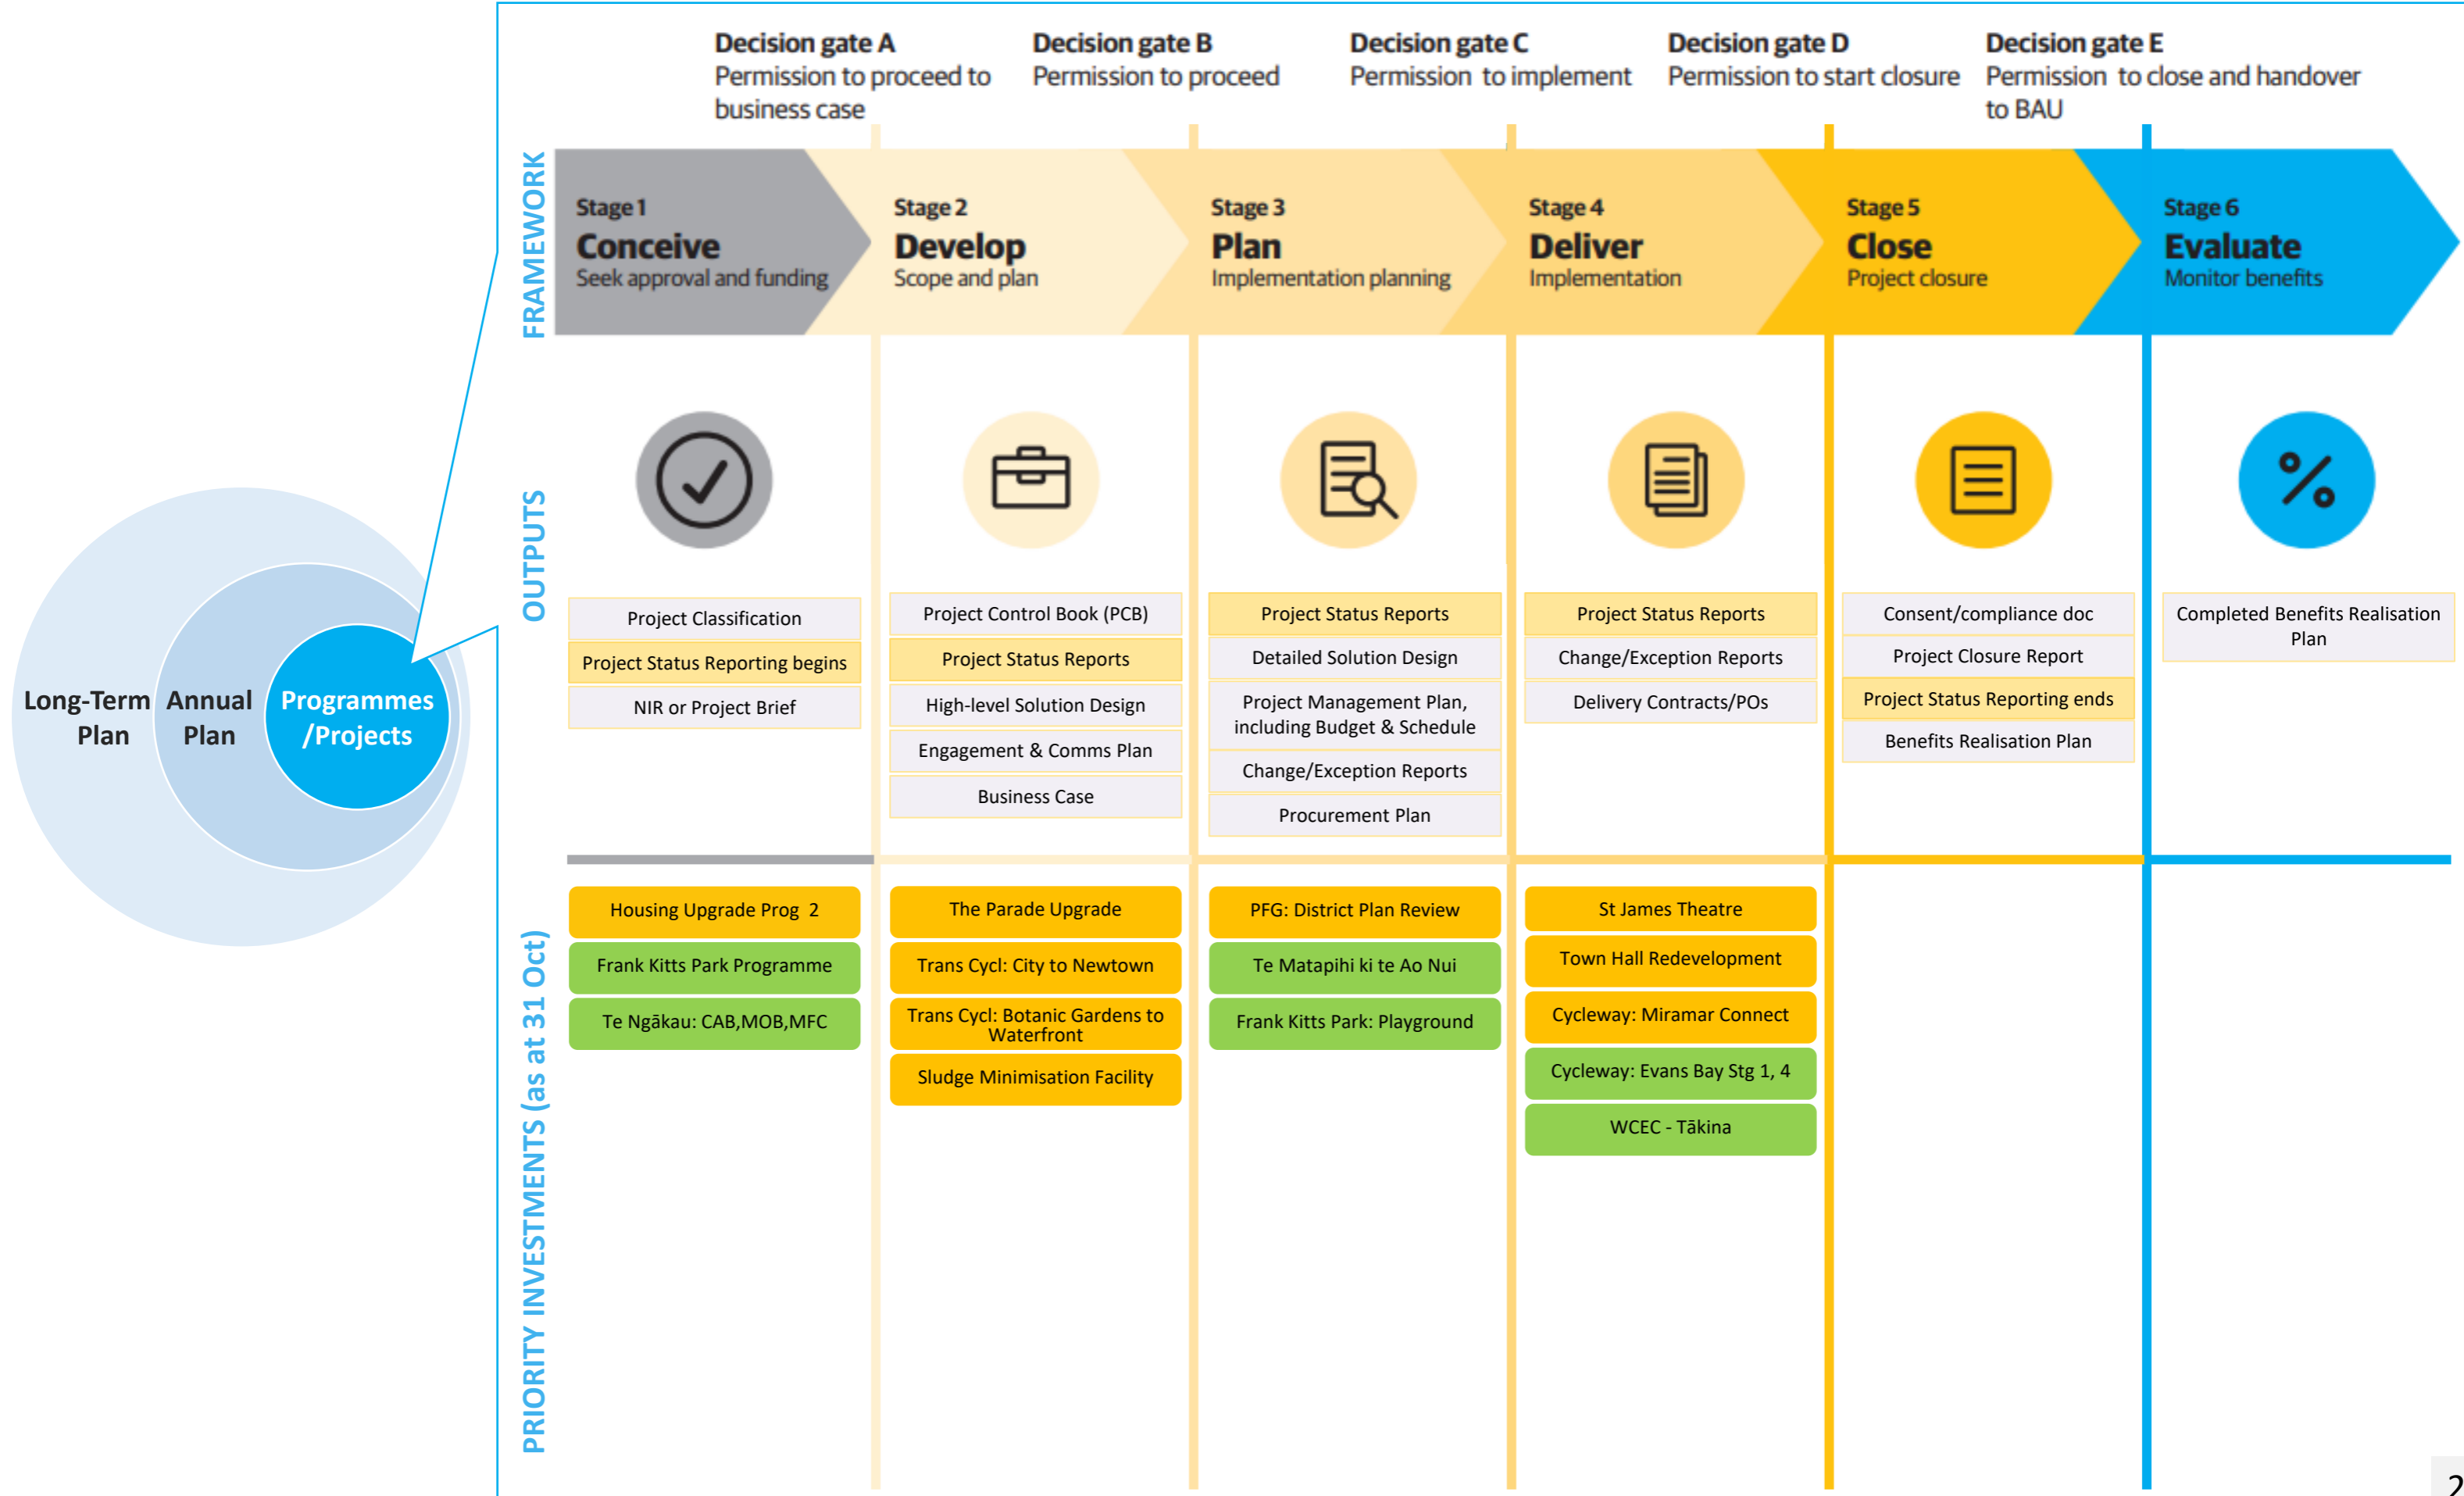 Decision gate A
Permission to proceed to
business case
Decision gate B
Permission to proceed
Decision gate C
Permission to implement
Decision gate D
Permission to start closure
Decision gate E
Permission to close and handover
to BAU
FRAMEWORK
Stage 1
Conceive
Seek approval and funding
Stage 2
Develop
Scope and plan
Stage 3
Plan
Implementation planning
Stage 4
Deliver
Implementation
Stage 5
Close
Project closure
Stage 6
Evaluate
Monitor benefits
Long-Term
Plan
Annual
Plan
Programmes
/Projects
OUTPUTS
Project Classification
Project Status Reporting begins
NIR or Project Brief
Project Control Book (PCB)
Project Status Reports
High-level Solution Design
Engagement & Comms Plan
Business Case
Project Status Reports
Detailed Solution Design
Project Management Plan,
including Budget & Schedule
Change/Exception Reports
Procurement Plan
Project Status Reports
Change/Exception Reports
Delivery Contracts/POs
Consent/compliance doc
Project Closure Report
Project Status Reporting ends
Benefits Realisation Plan
Completed Benefits Realisation
Plan
PRIORITY INVESTMENTS (as at 31 Oct)
Housing Upgrade Prog 2
Frank Kitts Park Programme
Te Ngākau: CAB,MOB,MFC
The Parade Upgrade
Trans Cycl: City to Newtown
Trans Cycl: Botanic Gardens to
Waterfront
Sludge Minimisation Facility
PFG: District Plan Review
Te Matapihi ki te Ao Nui
Frank Kitts Park: Playground
St James Theatre
Town Hall Redevelopment
Cycleway: Miramar Connect
Cycleway: Evans Bay Stg 1, 4
WCEC - Tākina
2